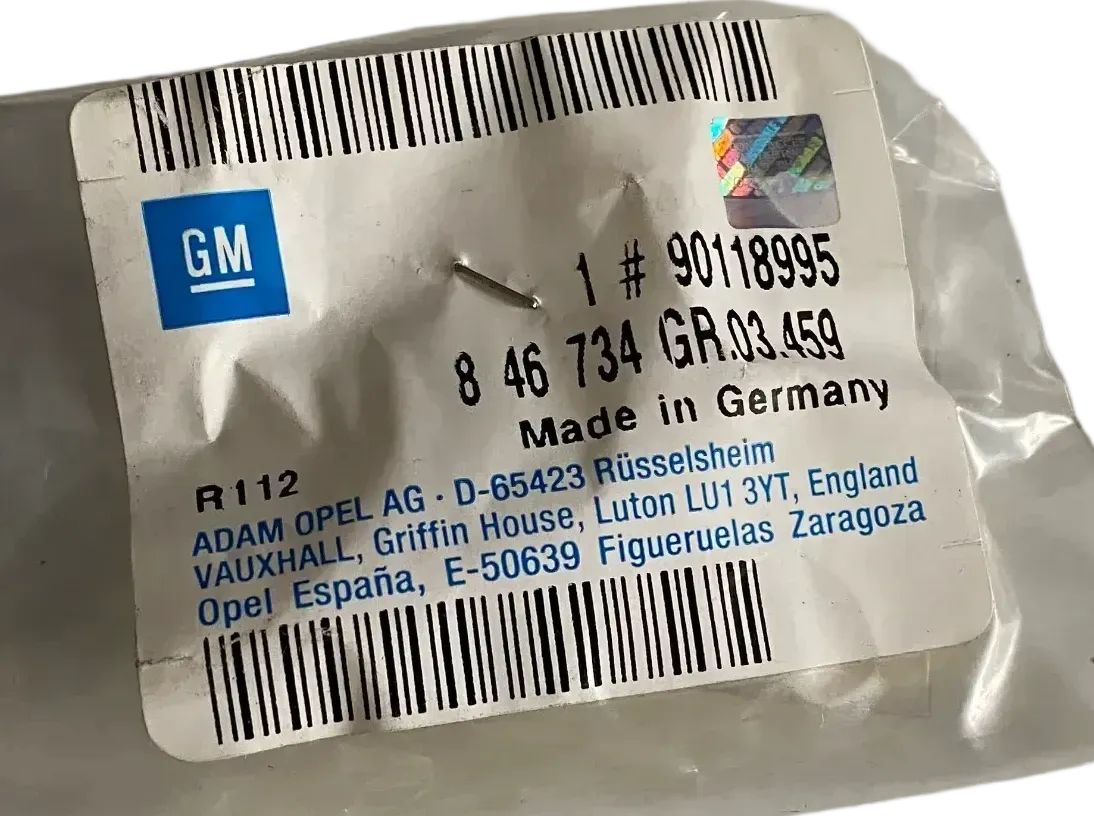 GM
1 # 90118995
8 46 734 GR.03.459
Made in Germany
R112
ADAM OPEL AG · D-65423 Rüsselsheim
VAUXHALL, Griffin House, Luton LU1 3YT, England
Opel España, E-50639 Figueruelas Zaragoza